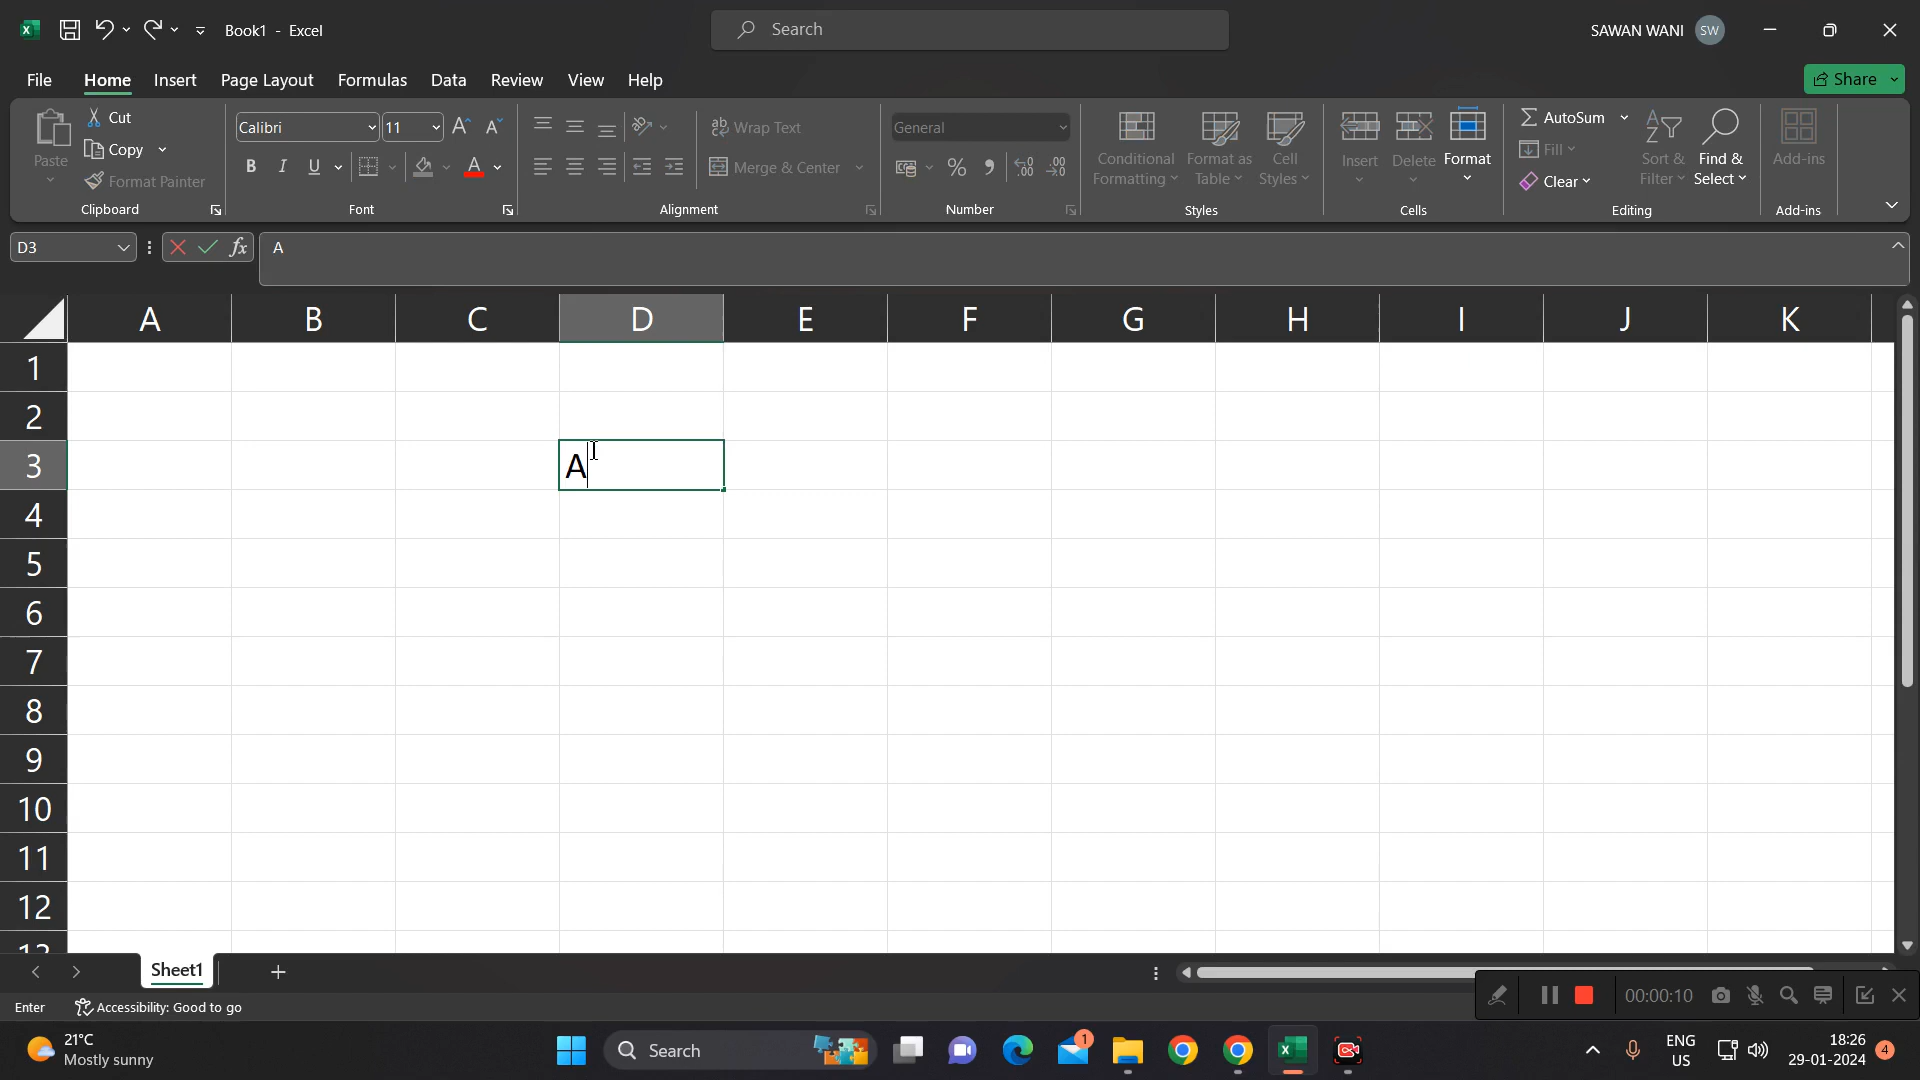 Book1 - Excel
Search
SAWAN WANI
SW
File Home Insert Page Layout Formulas Data Review View Help
Share
Paste
Cut
Copy
Format Painter
Clipboard
Calibri
11
B I U
A
Font
ab Wrap Text
Merge & Center
Alignment
General
Number
Conditional Formatting
Format as Table
Cell Styles
Styles
Insert
Delete
Format
Cells
AutoSum
Fill
Clear
Sort & Filter
Find & Select
Editing
Add-ins
Add-ins
D3
fx
A
A B C D E F G H I J K
1
2
3
A
4
5
6
7
8
9
10
11
12
13
Sheet1
Enter
Accessibility: Good to go
00:00:10
21°C
Mostly sunny
Search
1
ENG
US
18:26
29-01-2024
4